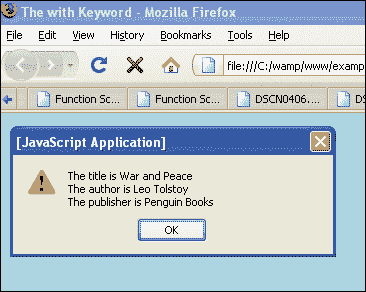 The with Keyword - Mozilla Firefox
File Edit View History Bookmarks Tools Help
file:///C:/wamp/www/examp
Function Sc... Function Sc... DSCN0406.... DS
[JavaScript Application]
The title is War and Peace
The author is Leo Tolstoy
The publisher is Penguin Books
OK